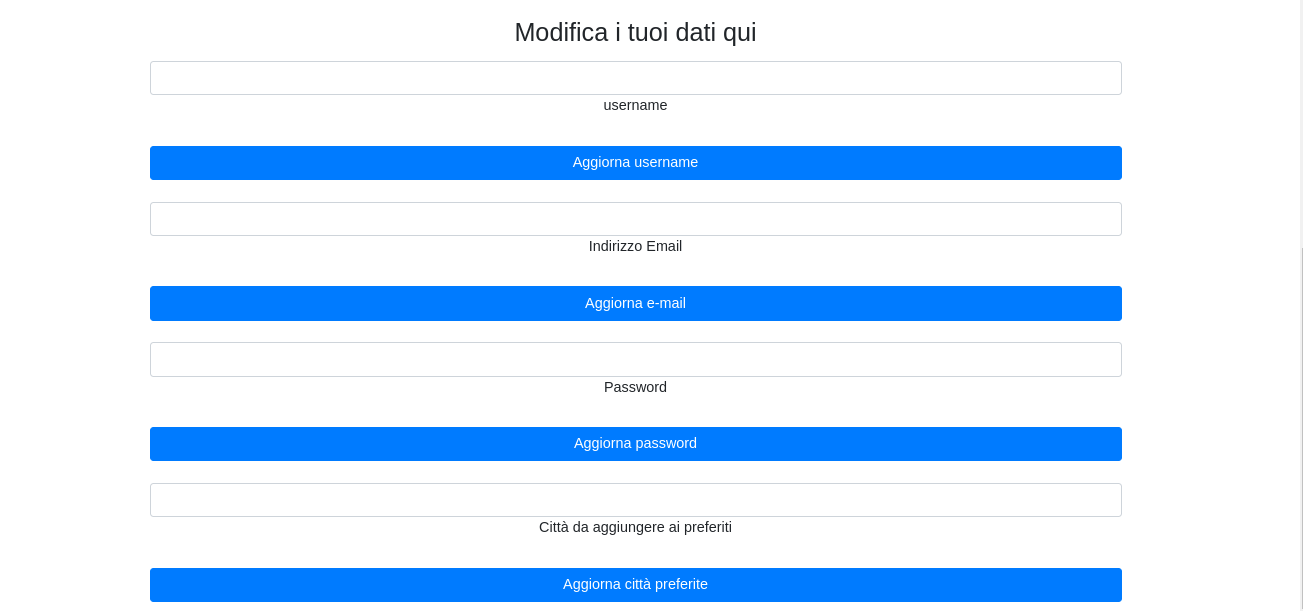 Modifica i tuoi dati qui
username
Aggiorna username
Indirizzo Email
Aggiorna e-mail
Password
Aggiorna password
Città da aggiungere ai preferiti
Aggiorna città preferite